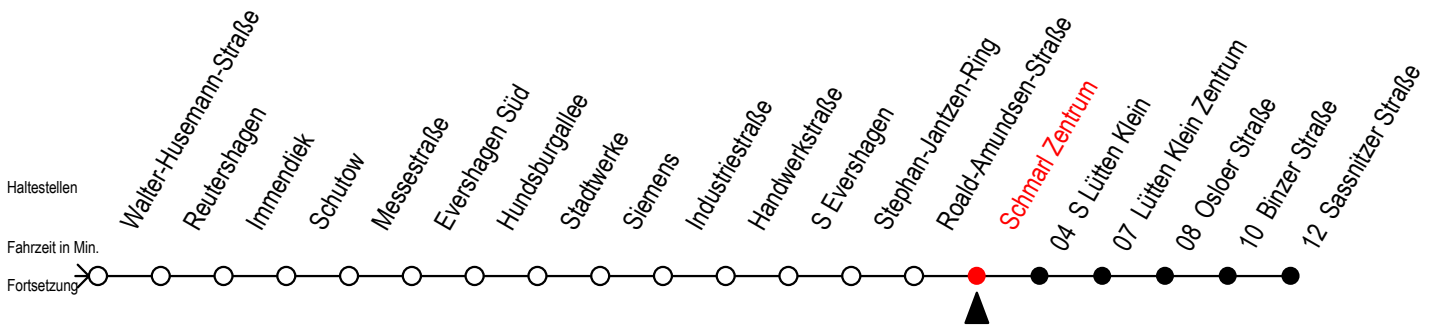 Haltestellen
Fahrzeit in Min.
Fortsetzung
Walter-Husemann-Straße
Reutershagen
Immendiek
Schutow
Messestraße
Evershagen Süd
Hundsburgallee
Stadtwerke
Siemens
Industriestraße
Handwerkstraße
S Evershagen
Stephan-Jantzen-Ring
Roald-Amundsen-Straße
Schmarl Zentrum
04 S Lütten Klein
07 Lütten Klein Zentrum
08 Osloer Straße
10 Binzer Straße
12 Sassnitzer Straße